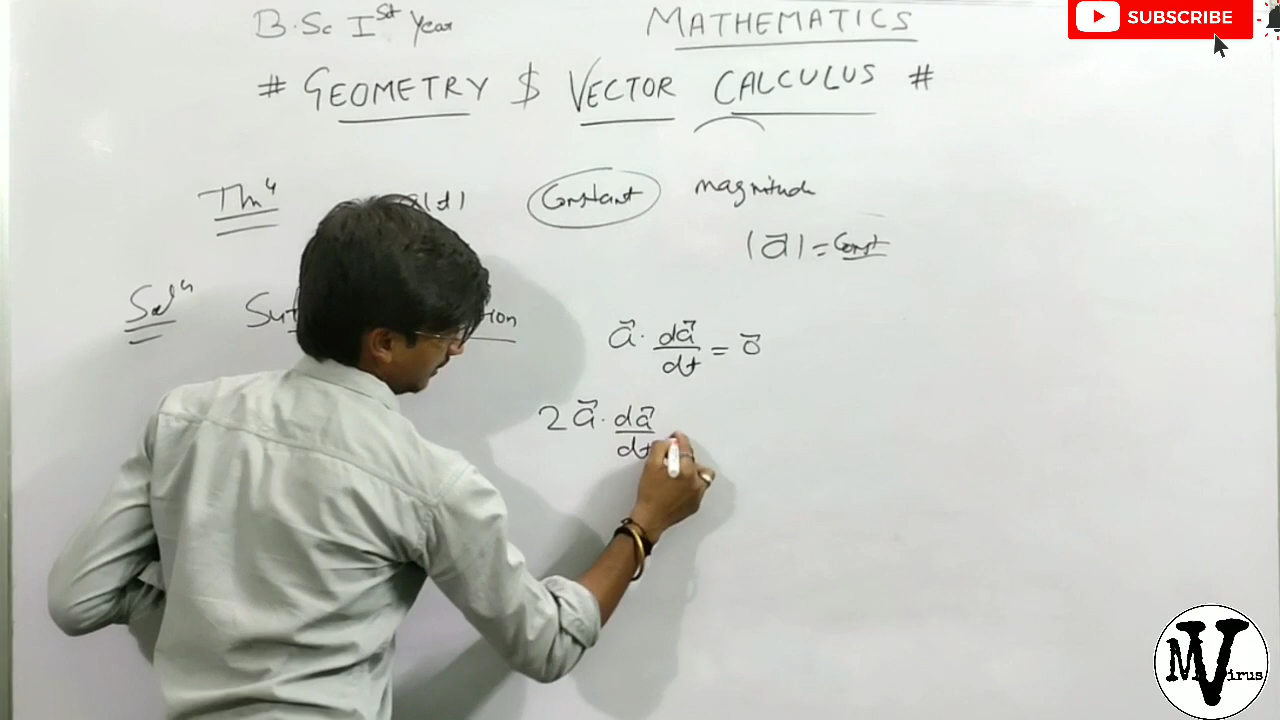 B.Sc Ist Year MATHEMATICS
SUBSCRIBE
# GEOMETRY $ VECTOR CALCULUS #
Thm (t) Constant magnitude
|a⃗| = Const
Solⁿ
a⃗ · da⃗/dt = 0⃗
2 a⃗ · da⃗/dt
MVirus